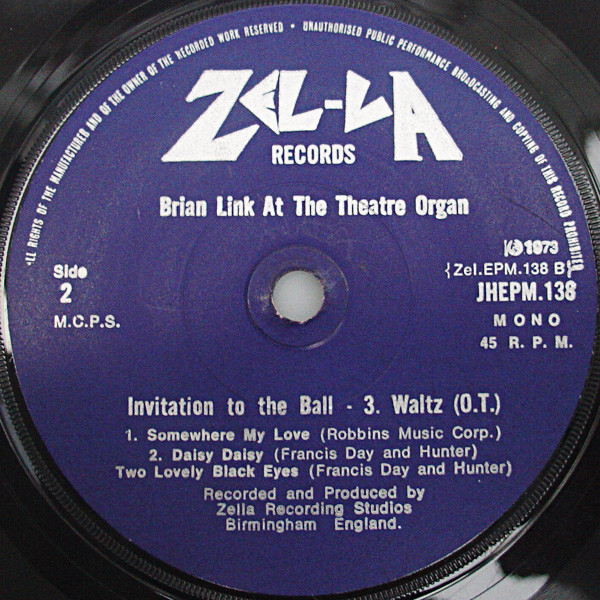 ALL RIGHTS OF THE MANUFACTURER AND OF THE OWNER OF THE RECORDED WORK RESERVED • UNAUTHORISED PUBLIC PERFORMANCE BROADCASTING AND COPYING OF THIS RECORD PROHIBITED
ZEL-LA
RECORDS
Brian Link At The Theatre Organ
Side
2
M.C.P.S.
℗ 1973
{Zel.EPM.138 B}
JHEPM.138
MONO
45 R. P. M.
Invitation to the Ball - 3. Waltz (O.T.)
1. Somewhere My Love (Robbins Music Corp.)
2. Daisy Daisy (Francis Day and Hunter)
Two Lovely Black Eyes (Francis Day and Hunter)
Recorded and Produced by
Zella Recording Studios
Birmingham England.